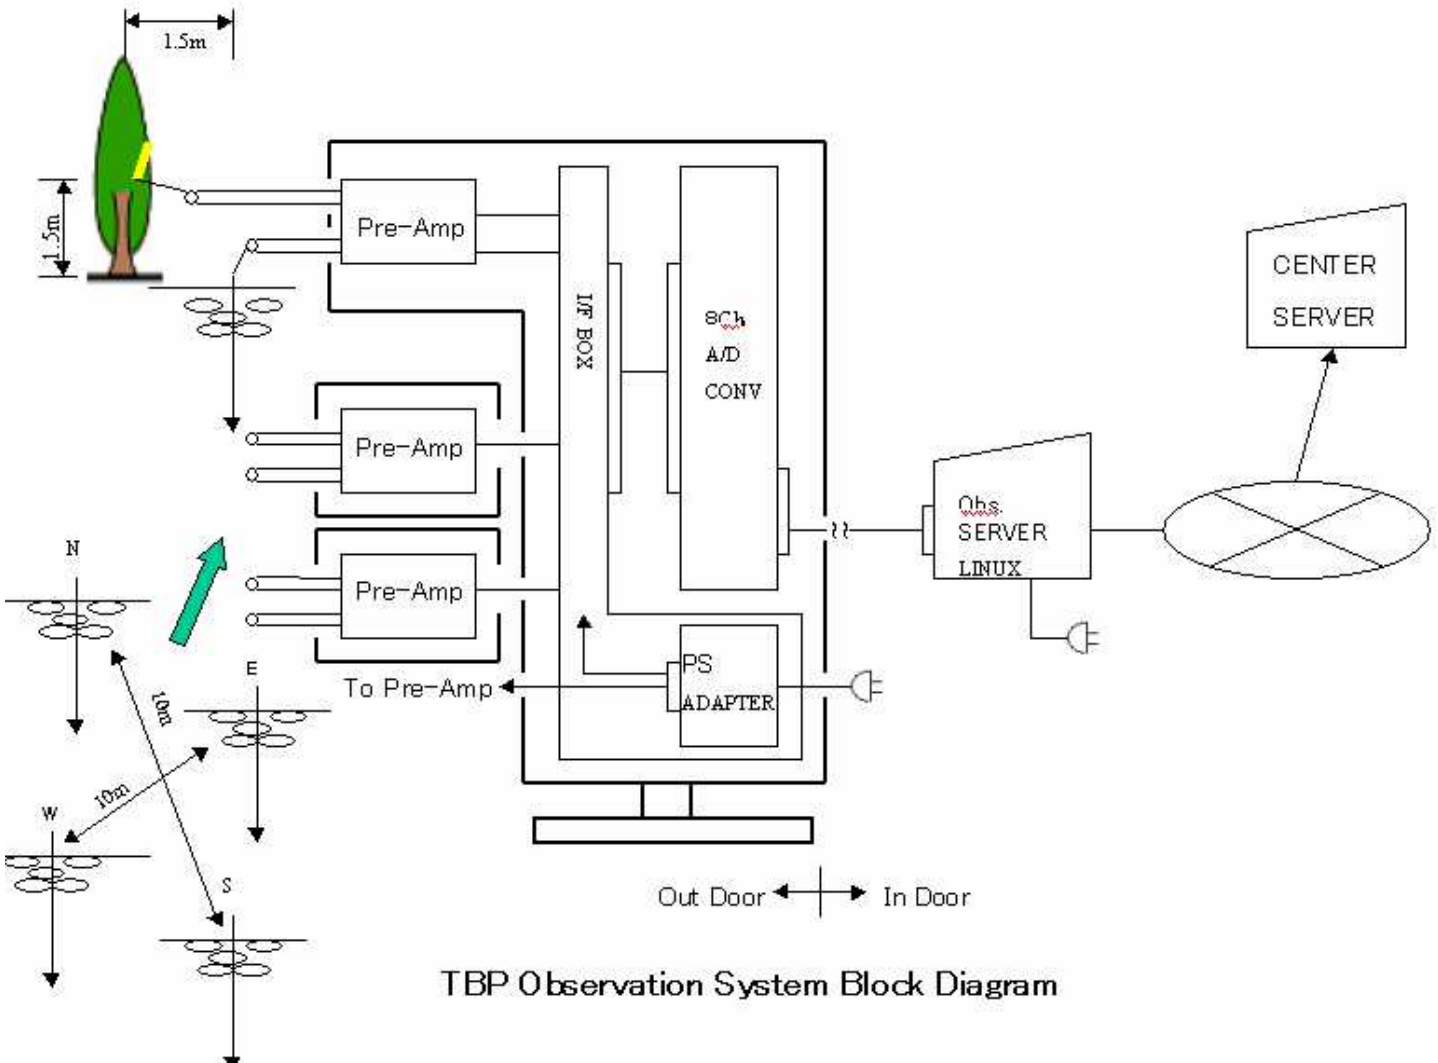 1.5m
1.5m
Pre-Amp
I/F BOX
8Ch
A/D
CONV
CENTER
SERVER
Pre-Amp
Obs.
SERVER
LINUX
N
Pre-Amp
E
To Pre-Amp
PS
ADAPTER
10m
10m
W
S
Out Door
In Door
TBP Observation System Block Diagram